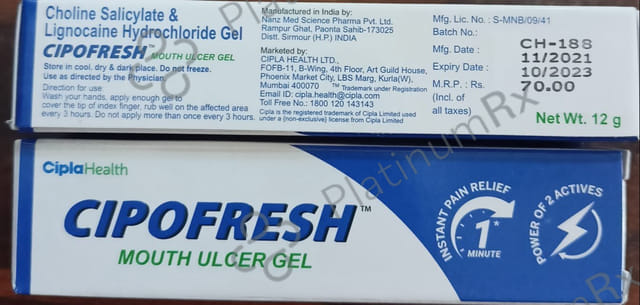 Choline Salicylate &
Lignocaine Hydrochloride Gel
CIPOFRESH™ MOUTH ULCER GEL
Store in cool, dry & dark place. Do not freeze.
Use as directed by the Physician.
Direction for use
Wash your hands, apply enough gel to
cover the tip of index finger, rub well on the affected area
every 3 hours. Do not apply more than once every 3 hours.
Manufactured in India by:
Nanz Med Science Pharma Pvt. Ltd.
Rampur Ghat, Paonta Sahib-173025
Distt. Sirmour (H.P.) INDIA
Marketed by:
CIPLA HEALTH LTD.,
FOFB-11, B-Wing, 4th Floor, Art Guild House,
Phoenix Market City, LBS Marg, Kurla(W).
Mumbai 400070 ™ Trademark under Registration
Email ID: cipla.health@cipla.com
Toll Free No.: 1800 120 143143
Cipla is the registered trademark of Cipla Limited used
under a (non-exclusive) license from Cipla Limited
Mfg. Lic. No. : S-MNB/09/41
Batch No.: CH-188
Mfg. Date : 11/2021
Expiry Date : 10/2023
M.R.P. : Rs. 70.00
(Incl. of
all taxes)
Net Wt. 12 g
CiplaHealth
CIPOFRESH™
MOUTH ULCER GEL
INSTANT PAIN RELIEF
1*
MINUTE
POWER OF 2 ACTIVES
PlatinumRx
PlatinumRx